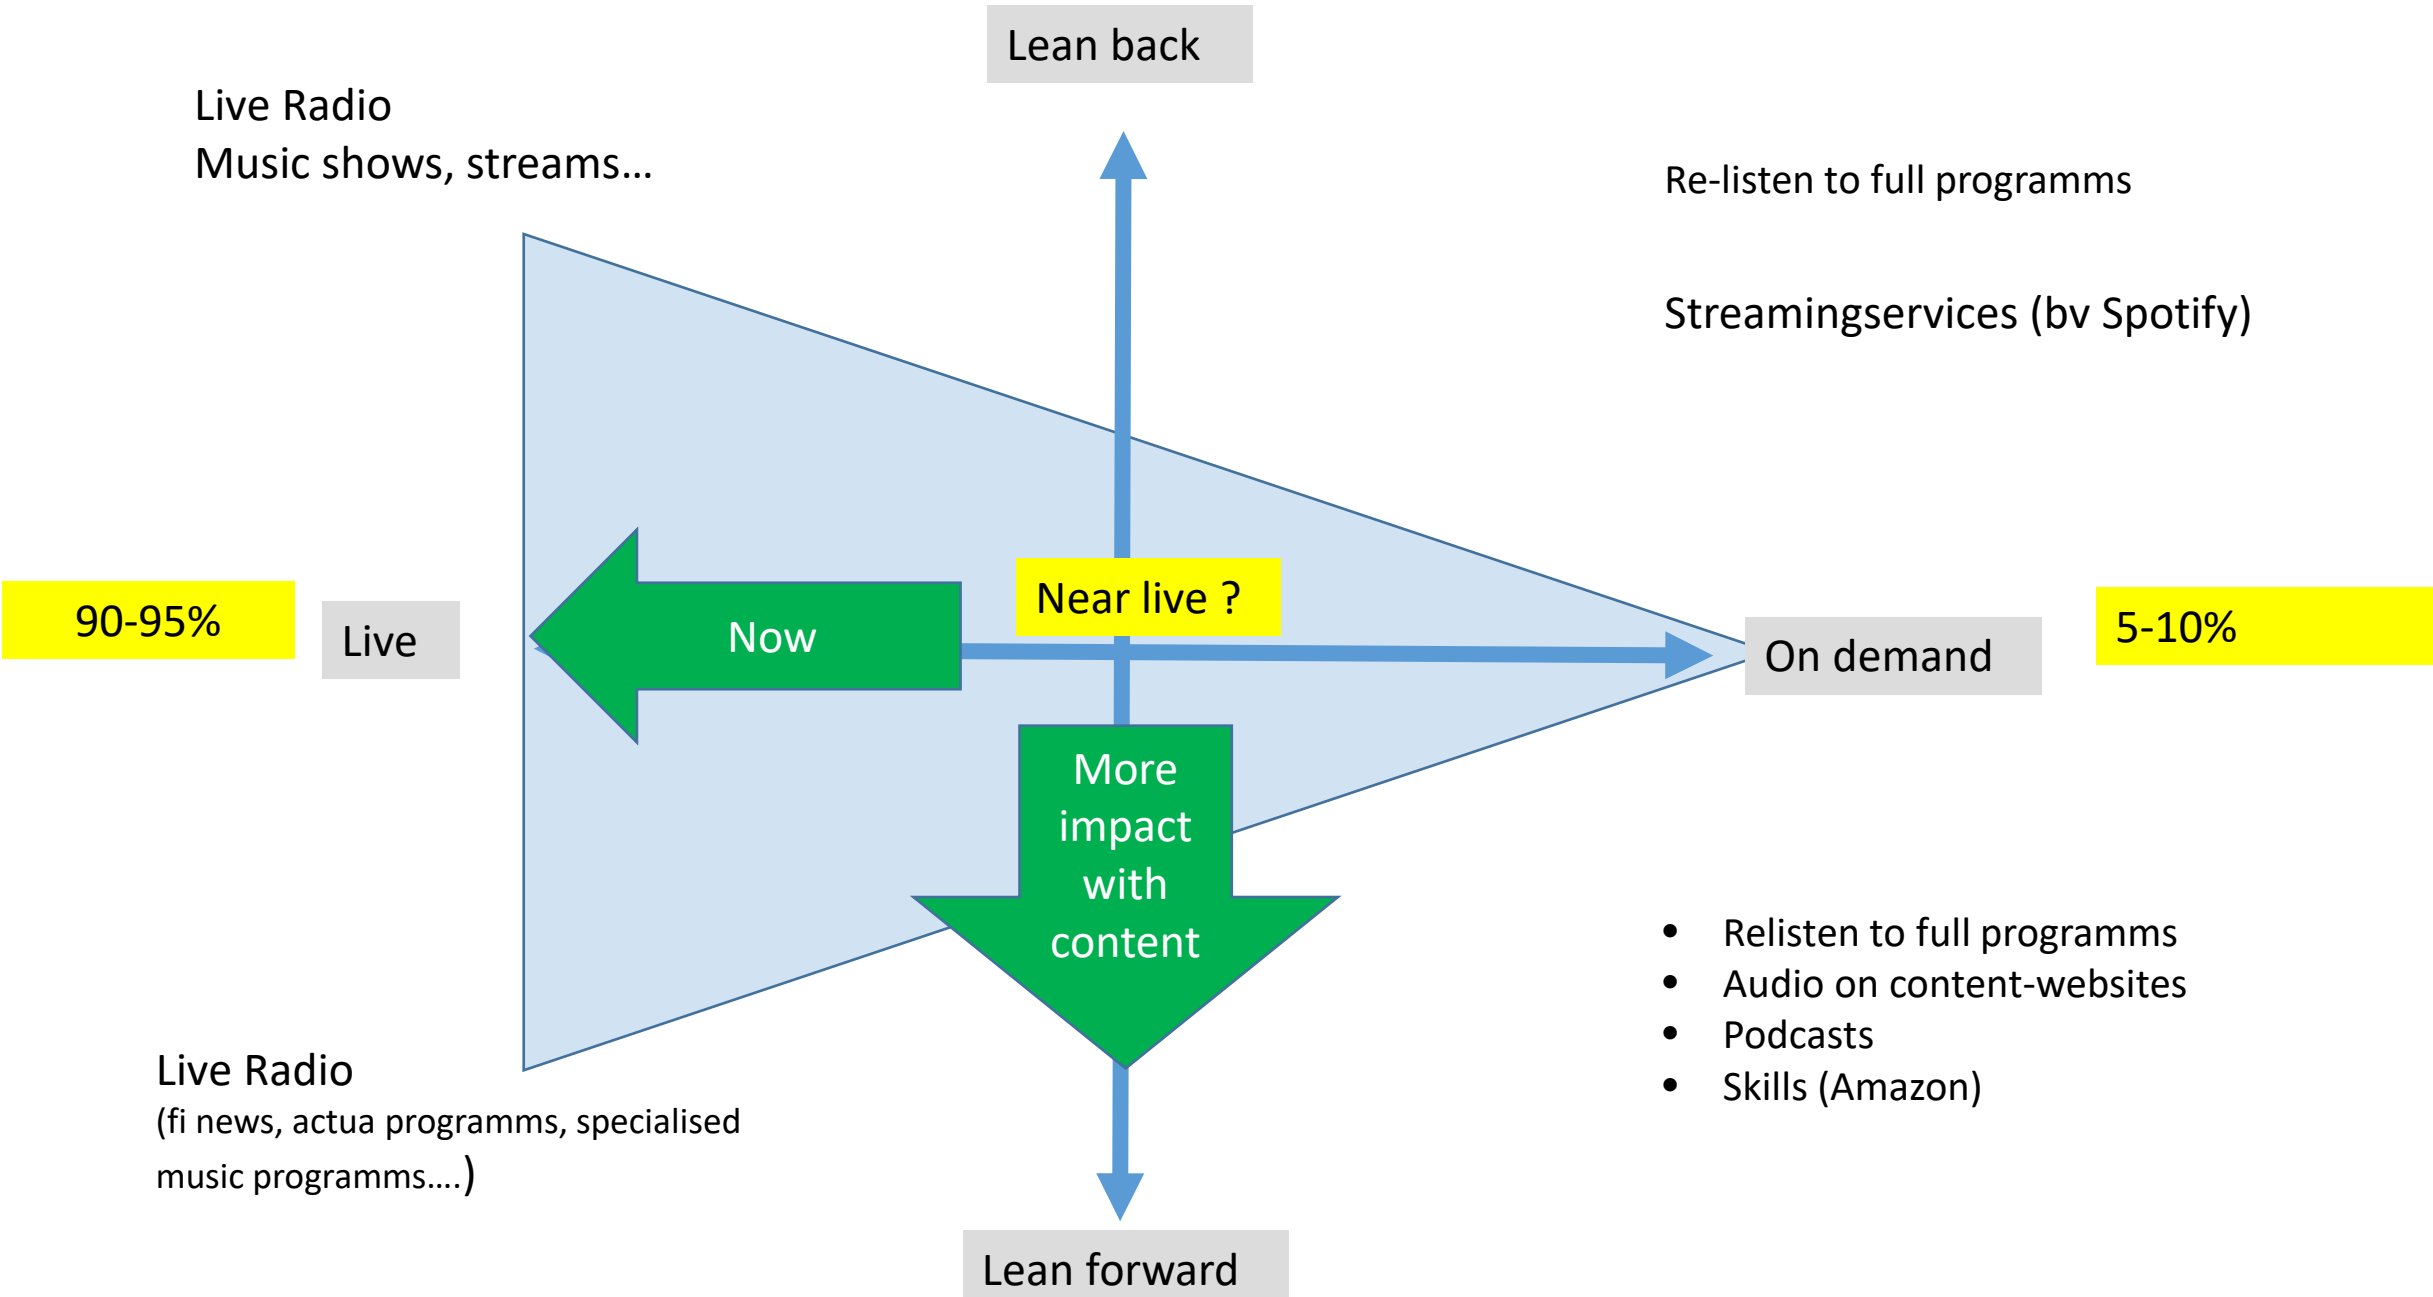 Lean back
Live Radio
Music shows, streams...
Re-listen to full programms
Streamingservices (bv Spotify)
90-95%
Live
Now
Near live ?
On demand
5-10%
More
impact
with
content
• Relisten to full programms
• Audio on content-websites
• Podcasts
• Skills (Amazon)
Live Radio
(fi news, actua programms, specialised
music programms....)
Lean forward